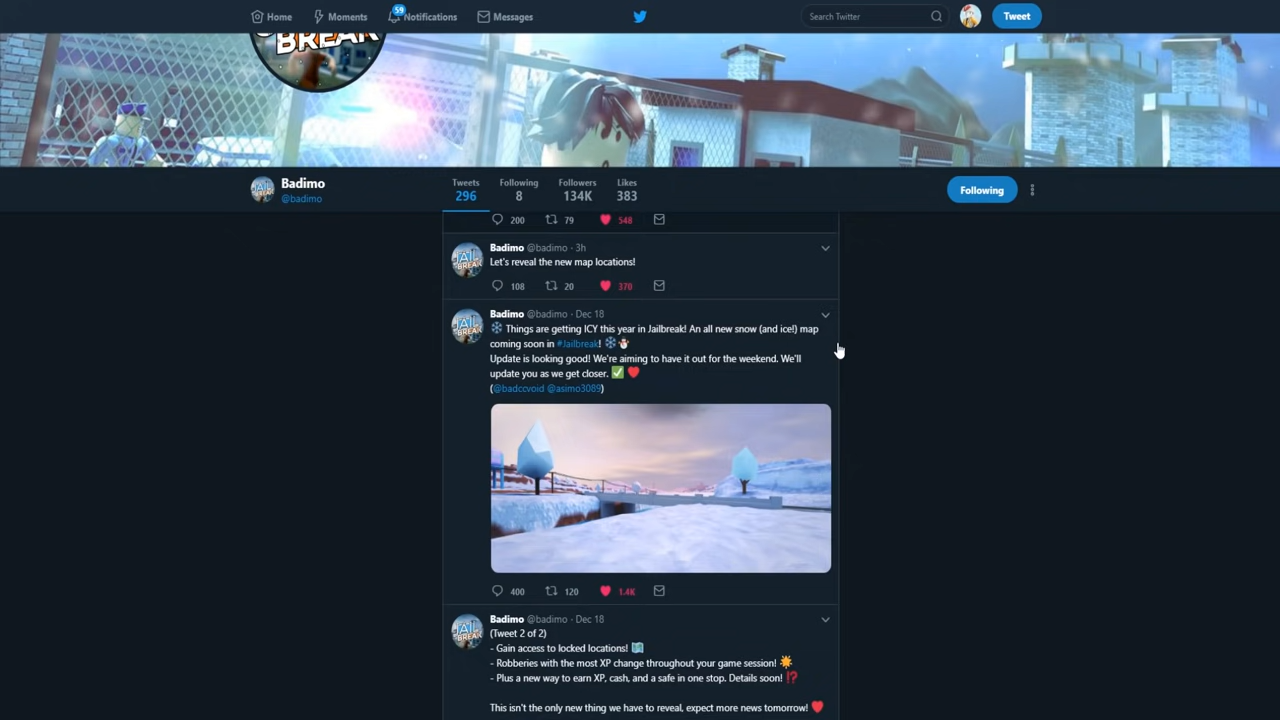 Home
Moments
59
Notifications
Messages
Search Twitter
Tweet
BREAK
Badimo
@badimo
Tweets
296
Following
8
Followers
134K
Likes
383
Following
200 79 548
Badimo @badimo · 3h
Let's reveal the new map locations!
108 20 370
Badimo @badimo · Dec 18
❄️ Things are getting ICY this year in Jailbreak! An all new snow (and ice!) map
coming soon in #Jailbreak! ❄️⛄
Update is looking good! We're aiming to have it out for the weekend. We'll
update you as we get closer. ✅ ❤️
(@badccvoid @asimo3089)
400 120 1.4K
Badimo @badimo · Dec 18
(Tweet 2 of 2)
- Gain access to locked locations! 🗺️
- Robberies with the most XP change throughout your game session! ☀️
- Plus a new way to earn XP, cash, and a safe in one stop. Details soon! ⁉️
This isn't the only new thing we have to reveal, expect more news tomorrow! ❤️